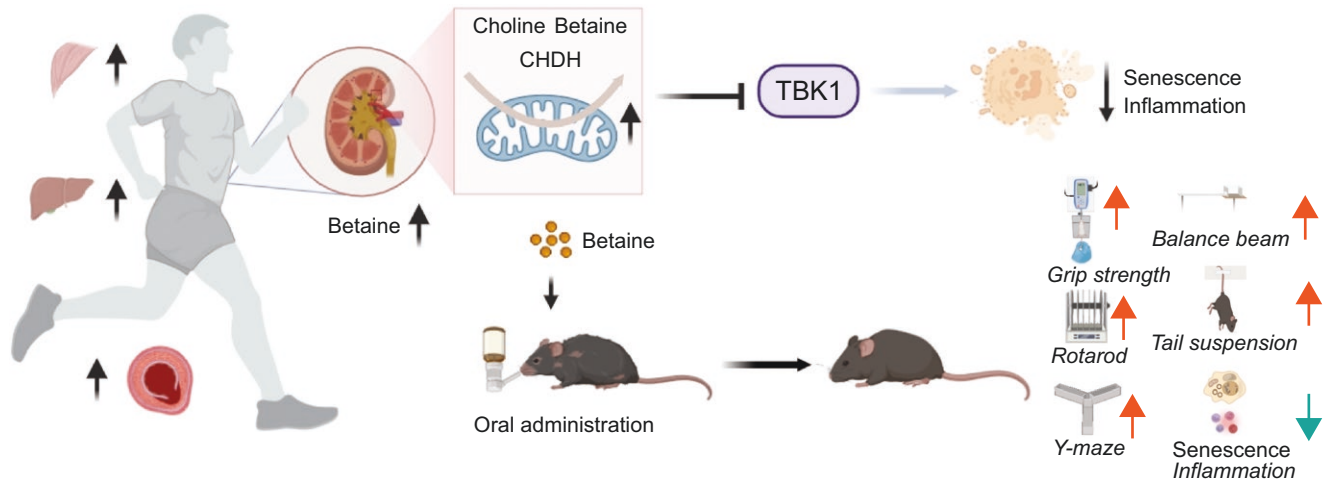 Choline Betaine
CHDH
TBK1
Senescence
Inflammation
Betaine
Betaine
Oral administration
Grip strength
Balance beam
Rotarod
Tail suspension
Y-maze
Senescence
Inflammation